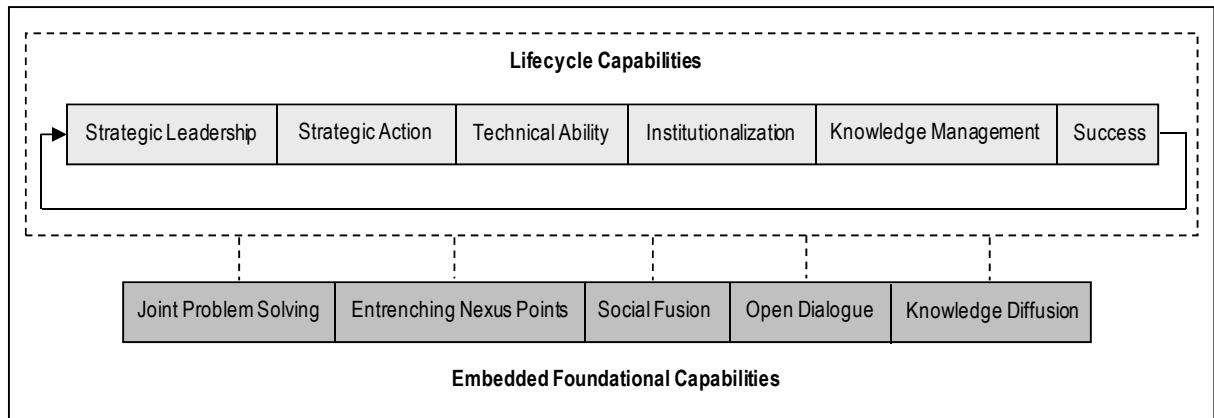 Lifecycle Capabilities
Strategic Leadership Strategic Action Technical Ability Institutionalization Knowledge Management Success
Joint Problem Solving Entrenching Nexus Points Social Fusion Open Dialogue Knowledge Diffusion
Embedded Foundational Capabilities